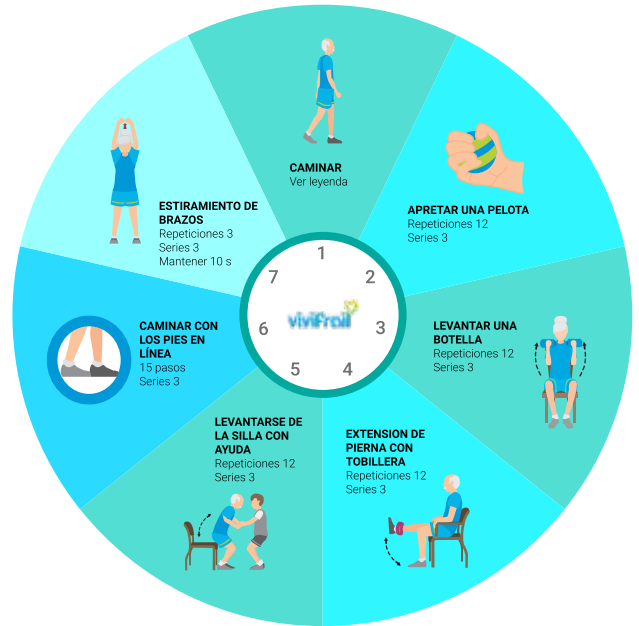 CAMINAR
Ver leyenda
APRETAR UNA PELOTA
Repeticiones 12
Series 3
LEVANTAR UNA
BOTELLA
Repeticiones 12
Series 3
EXTENSION DE
PIERNA CON
TOBILLERA
Repeticiones 12
Series 3
LEVANTARSE DE
LA SILLA CON
AYUDA
Repeticiones 12
Series 3
CAMINAR CON
LOS PIES EN
LÍNEA
15 pasos
Series 3
ESTIRAMIENTO DE
BRAZOS
Repeticiones 3
Series 3
Mantener 10 s
1
2
3
4
5
6
7
vivifrail